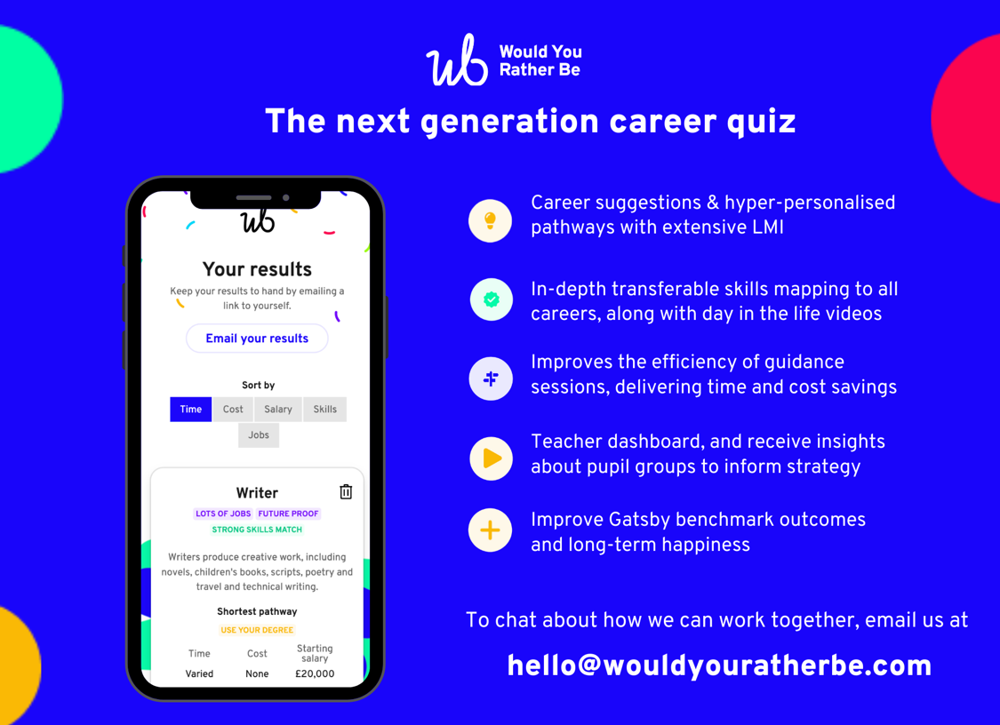 wb
Would You
Rather Be
The next generation career quiz
wb
Your results
Keep your results to hand by emailing a
link to yourself.
Email your results
Sort by
Time Cost Salary Skills
Jobs
Writer
LOTS OF JOBS FUTURE PROOF
STRONG SKILLS MATCH
Writers produce creative work, including
novels, children's books, scripts, poetry and
travel and technical writing.
Shortest pathway
USE YOUR DEGREE
Time Cost Starting
salary
Varied None £20,000
Career suggestions & hyper-personalised
pathways with extensive LMI
In-depth transferable skills mapping to all
careers, along with day in the life videos
Improves the efficiency of guidance
sessions, delivering time and cost savings
Teacher dashboard, and receive insights
about pupil groups to inform strategy
Improve Gatsby benchmark outcomes
and long-term happiness
To chat about how we can work together, email us at
hello@wouldyouratherbe.com